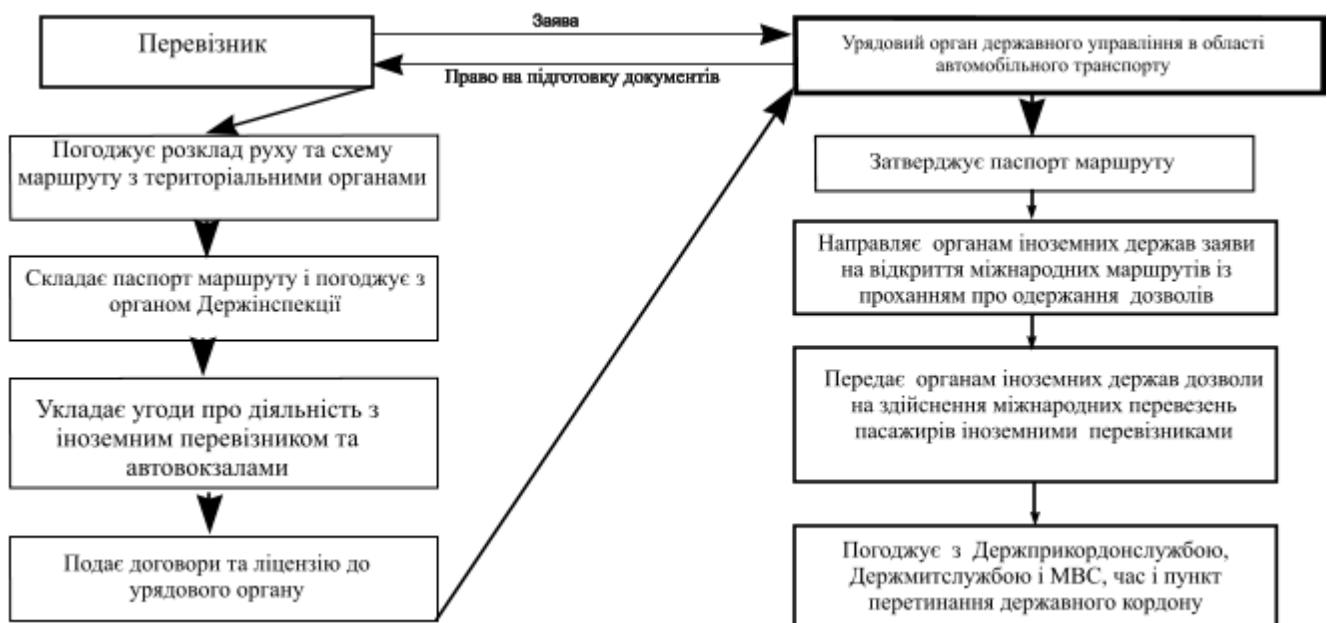 Заява
Перевізник
Урядовий орган державного управління в області
автомобільного транспорту
Право на підготовку документів
Погоджує розклад руху та схему
маршруту з територіальними органами
Складає паспорт маршруту і погоджує з
органом Держінспекції
Укладає угоди про діяльність з
іноземним перевізником та
автовокзалами
Подає договори та ліцензію до
урядового органу
Затверджує паспорт маршруту
Направляє органам іноземних держав заяви
на відкриття міжнародних маршрутів із
проханням про одержання дозволів
Передає органам іноземних держав дозволи
на здійснення міжнародних перевезень
пасажирів іноземними перевізниками
Погоджує з Держприкордонслужбою,
Держмитслужбою і МВС, час і пункт
перетинання державного кордону